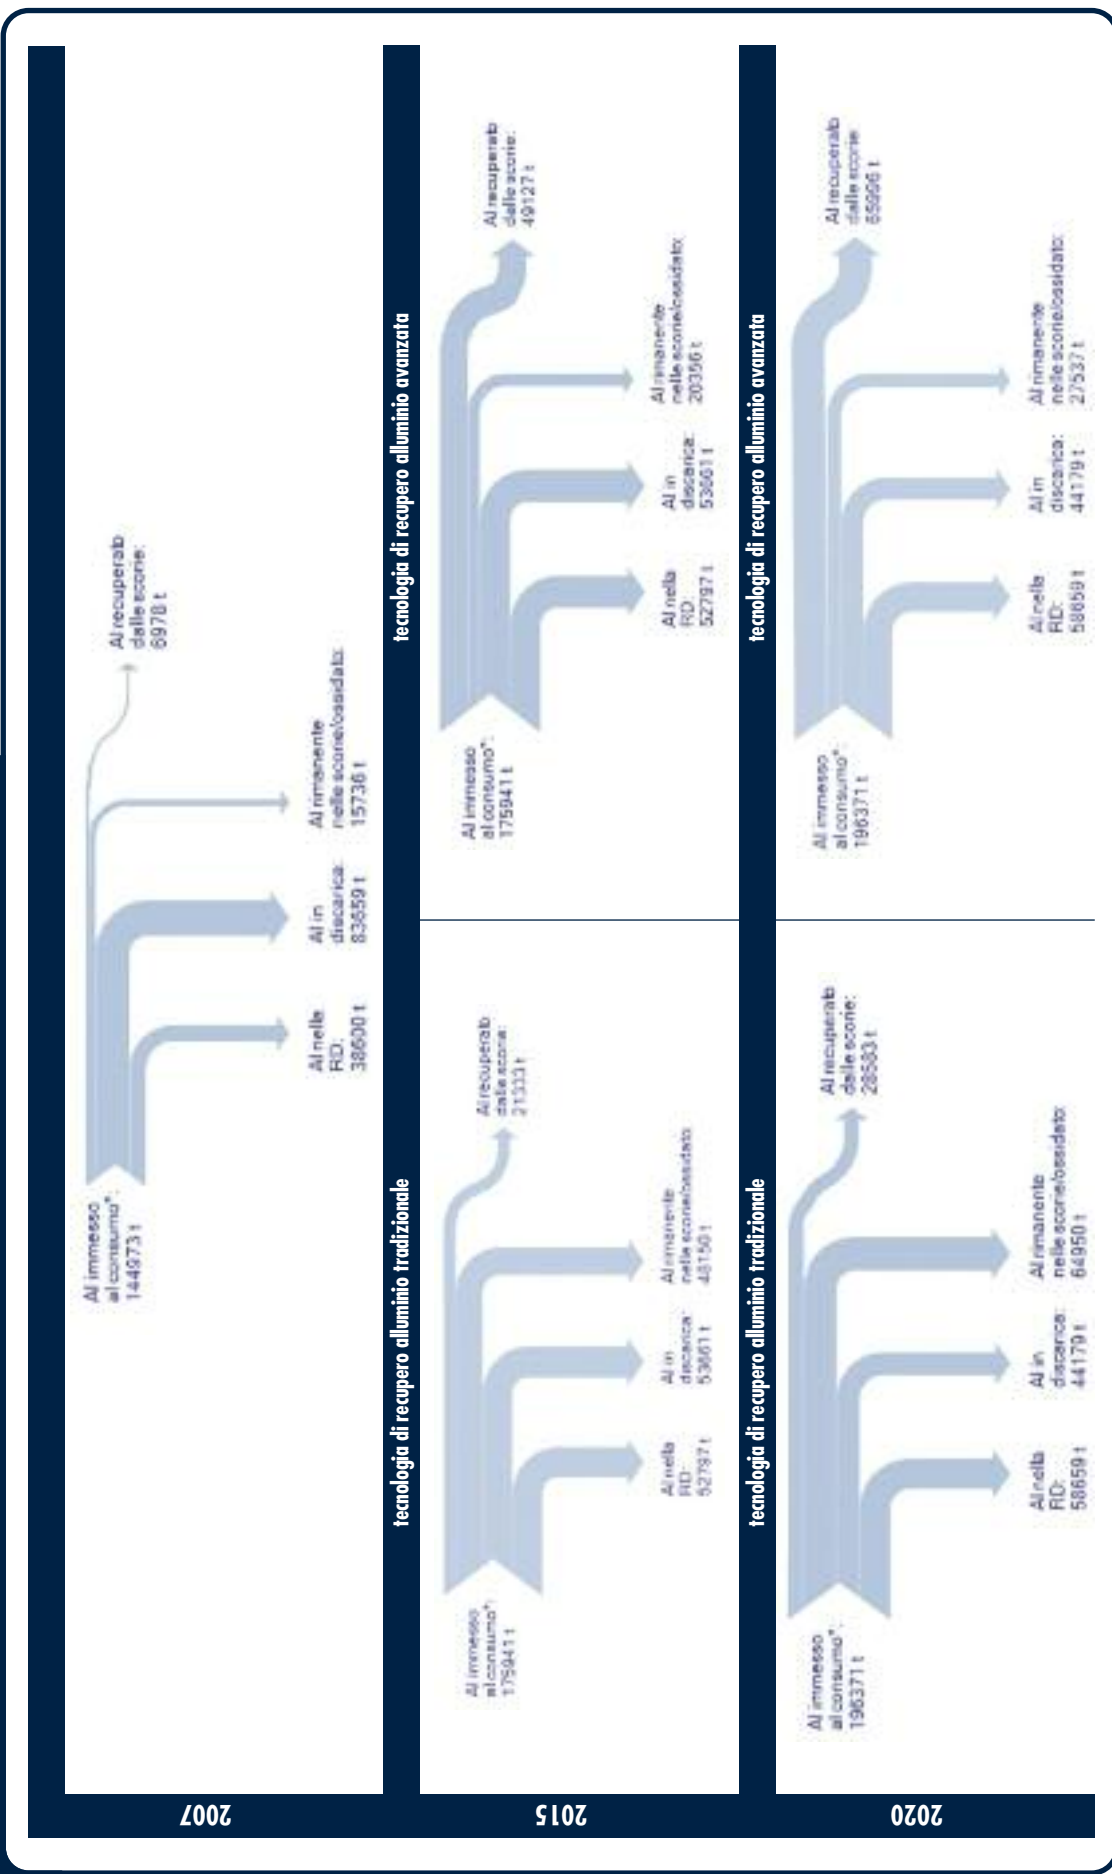 2007
Al immesso
al consumo*:
144973 t
Al nella
RD:
38600 t
Al in
discarica:
83659 t
Al rimanente
nelle scorie/ossidato:
15736 t
Al recuperato
dalle scorie:
6978 t
2015
tecnologia di recupero alluminio tradizionale
Al immesso
al consumo*:
175941 t
Al nella
RD:
52797 t
Al in
discarica:
53661 t
Al rimanente
nelle scorie/ossidato:
48150 t
Al recuperato
dalle scorie:
21333 t
tecnologia di recupero alluminio avanzata
Al immesso
al consumo*:
175941 t
Al nella
RD:
52797 t
Al in
discarica:
53661 t
Al rimanente
nelle scorie/ossidato:
20356 t
Al recuperato
dalle scorie:
49127 t
2020
tecnologia di recupero alluminio tradizionale
Al immesso
al consumo*:
196371 t
Al nella
RD:
58659 t
Al in
discarica:
44179 t
Al rimanente
nelle scorie/ossidato:
64950 t
Al recuperato
dalle scorie:
28583 t
tecnologia di recupero alluminio avanzata
Al immesso
al consumo*:
196371 t
Al nella
RD:
58659 t
Al in
discarica:
44179 t
Al rimanente
nelle scorie/ossidato:
27537 t
Al recuperato
dalle scorie:
65996 t